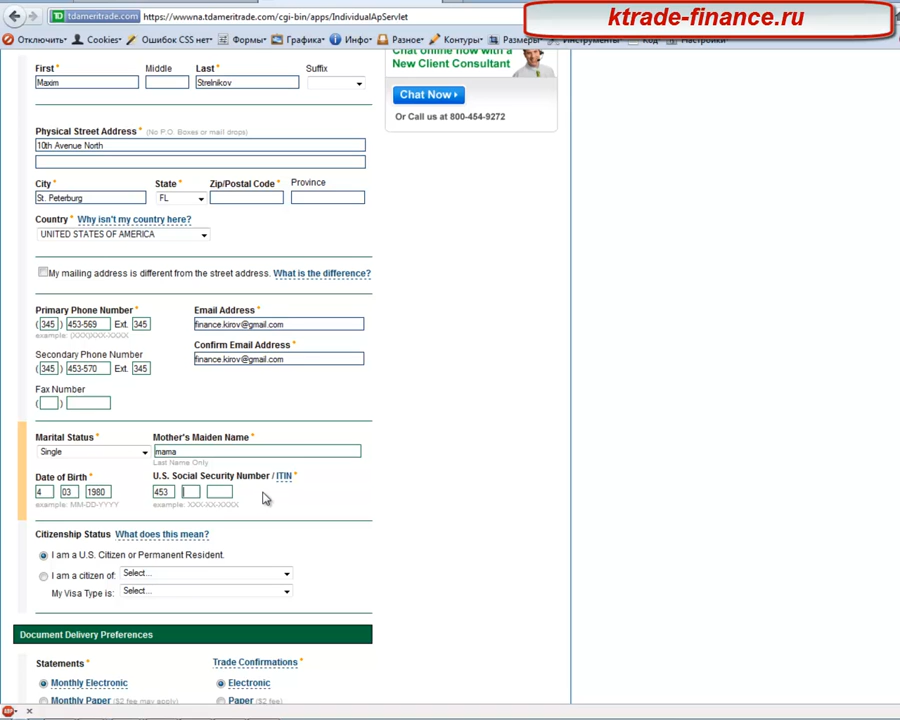 tdameritrade.com https://wwwna.tdameritrade.com/cgi-bin/apps/IndividualApServlet
ktrade-finance.ru
Отключить Cookies Ошибок CSS нет Формы Графика Инфо Разное Контуры Размеры
First * Middle Last * Suffix
Maxim Strelnikov
Physical Street Address * (No P.O. Boxes or mail drops)
10th Avenue North
City * State * Zip/Postal Code * Province
St. Peterburg FL
Country * Why isn't my country here?
UNITED STATES OF AMERICA
My mailing address is different from the street address. What is the difference?
Primary Phone Number * Email Address *
( 345 ) 453-569 Ext. 345 finance.kirov@gmail.com
example: (XXX)XXX-XXXX
Confirm Email Address *
Secondary Phone Number
( 345 ) 453-570 Ext. 345 finance.kirov@gmail.com
Fax Number
( )
Marital Status * Mother's Maiden Name *
Single mama
Last Name Only
Date of Birth * U.S. Social Security Number / ITIN *
4 03 1980 453
example: MM-DD-YYYY example: XXX-XX-XXXX
Citizenship Status What does this mean?
I am a U.S. Citizen or Permanent Resident.
I am a citizen of: Select...
My Visa Type is: Select...
Document Delivery Preferences
Statements * Trade Confirmations *
Monthly Electronic Electronic
Monthly Paper ($2 fee may apply) Paper ($2 fee)
Chat online now with a
New Client Consultant
Chat Now
Or Call us at 800-454-9272